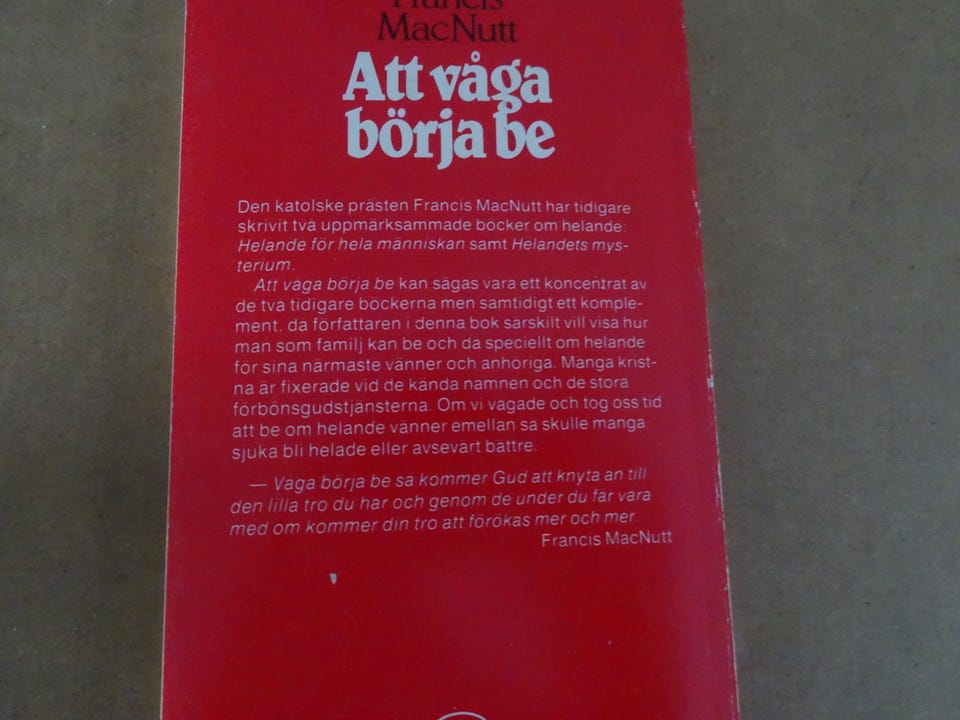 Francis
MacNutt
Att våga
börja be
Den katolske prästen Francis MacNutt har tidigare
skrivit två uppmärksammade böcker om helande:
Helande för hela människan samt Helandets mys-
terium.
Att våga börja be kan sägas vara ett koncentrat av
de två tidigare böckerna men samtidigt ett komple-
ment, då författaren i denna bok särskilt vill visa hur
man som familj kan be och då speciellt om helande
för sina närmaste vänner och anhöriga. Många krist-
na är fixerade vid de kända namnen och de stora
förbönsgudstjänsterna. Om vi vågade och tog oss tid
att be om helande vänner emellan så skulle många
sjuka bli helade eller avsevärt bättre.
— Våga börja be så kommer Gud att knyta an till
den lilla tro du har och genom de under du får vara
med om kommer din tro att förökas mer och mer.
Francis MacNutt